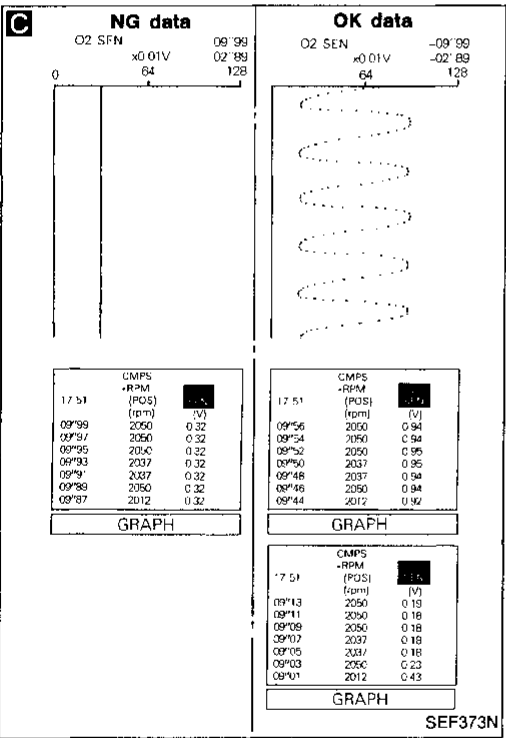 C
NG data
O2 SEN 09"99
x0.01V 02"89
0 64 128
CMPS
•RPM
17:51 (POS)
(rpm) (V)
09"99 2050 0.32
09"97 2050 0.32
09"95 2050 0.32
09"93 2037 0.32
09"91 2037 0.32
09"89 2050 0.32
09"87 2012 0.32
GRAPH
OK data
O2 SEN -09"99
x0.01V -02"89
64 128
CMPS
•RPM
17:51 (POS)
(rpm) (V)
09"56 2050 0.94
09"54 2050 0.94
09"52 2050 0.95
09"50 2037 0.95
09"48 2037 0.94
09"46 2050 0.94
09"44 2012 0.92
GRAPH
CMPS
•RPM
17:51 (POS)
(rpm) (V)
09"13 2050 0.19
09"11 2050 0.18
09"09 2050 0.18
09"07 2037 0.18
09"05 2037 0.18
09"03 2050 0.23
09"01 2012 0.43
GRAPH
SEF373N